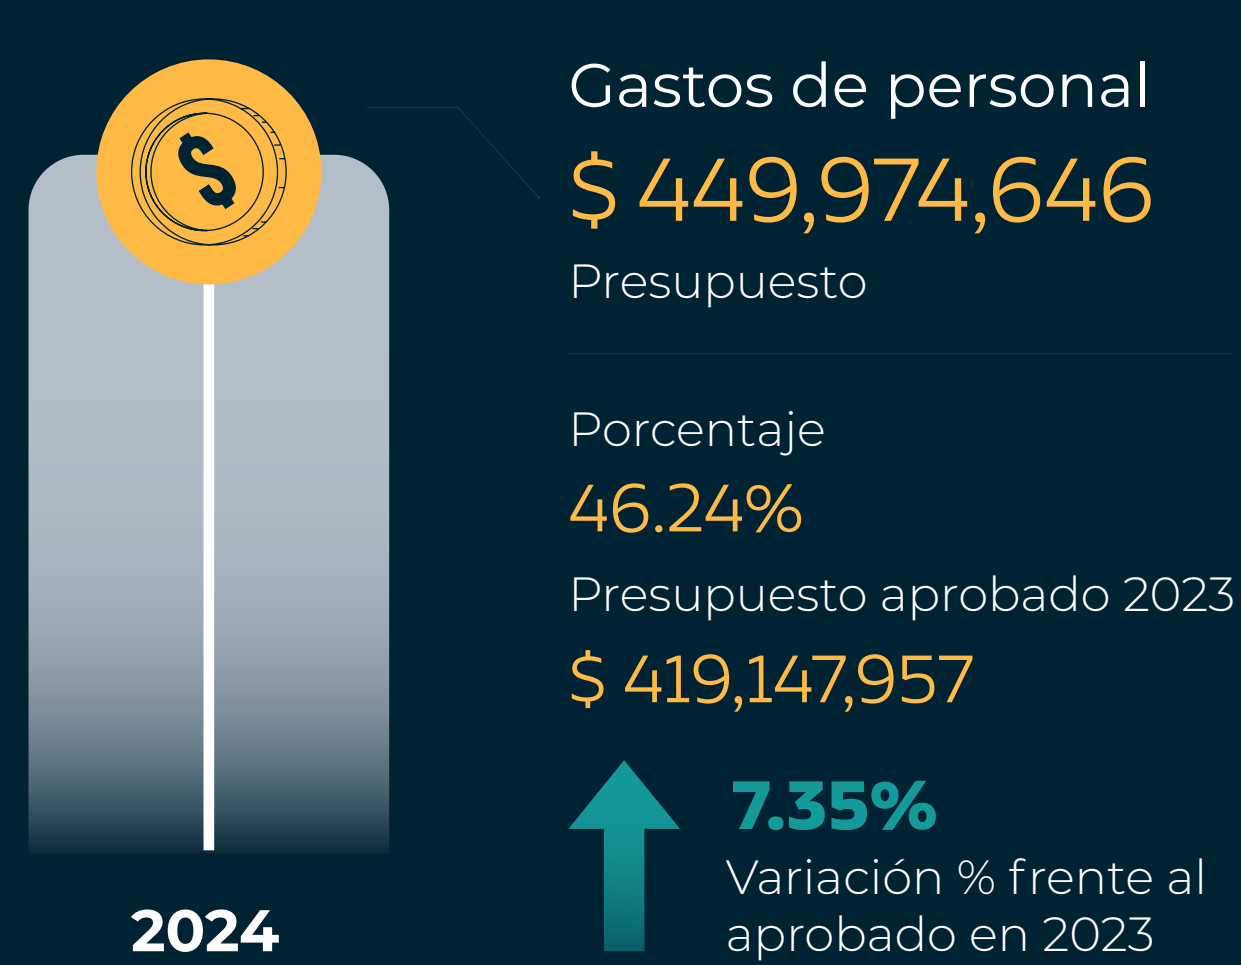 Gastos de personal
$ 449,974,646
Presupuesto
Porcentaje
46.24%
Presupuesto aprobado 2023
$ 419,147,957
7.35%
Variación % frente al
aprobado en 2023
2024